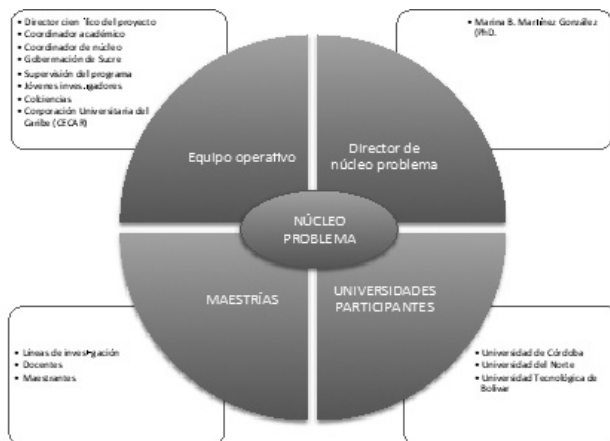 • Director científico del proyecto
• Coordinador académico
• Coordinador de núcleo
• Gobernación de Sucre
• Supervisión del programa
• Jóvenes investigadores
• Colciencias
• Corporación Universitaria del
Caribe (CECAR)
• Marina B. Martínez González
(PhD.
Equipo operativo
Director de
núcleo problema
NÚCLEO
PROBLEMA
MAESTRÍAS
UNIVERSIDADES
PARTICIPANTES
• Líneas de investigación
• Docentes
• Maestrantes
• Universidad de Córdoba
• Universidad del Norte
• Universidad Tecnológica de
Bolívar